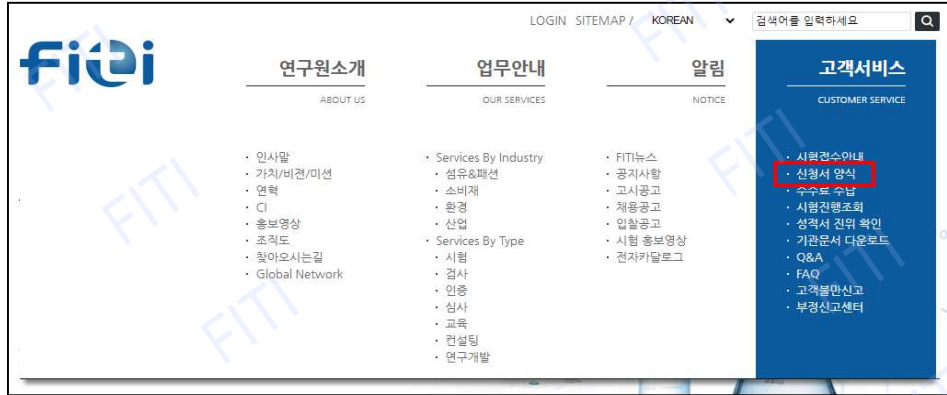 LOGIN SITEMAP / KOREAN 검색어를 입력하세요
fiti
연구원소개
ABOUT US
· 인사말
· 가치/비젼/미션
· 연혁
· CI
· 홍보영상
· 조직도
· 찾아오시는길
· Global Network
업무안내
OUR SERVICES
· Services By Industry
· 섬유&패션
· 소비재
· 환경
· 산업
· Services By Type
· 시험
· 검사
· 인증
· 심사
· 교육
· 컨설팅
· 연구개발
알림
NOTICE
· FITI뉴스
· 공지사항
· 고시공고
· 채용공고
· 입찰공고
· 시험 홍보영상
· 전자카달로그
고객서비스
CUSTOMER SERVICE
· 시험접수안내
· 신청서 양식
· 수수료 수납
· 시험진행조회
· 성적서 진위 확인
· 기관문서 다운로드
· Q&A
· FAQ
· 고객불만신고
· 부정신고센터
FITI
FITI
FITI
FITI
FITI
FITI
FITI